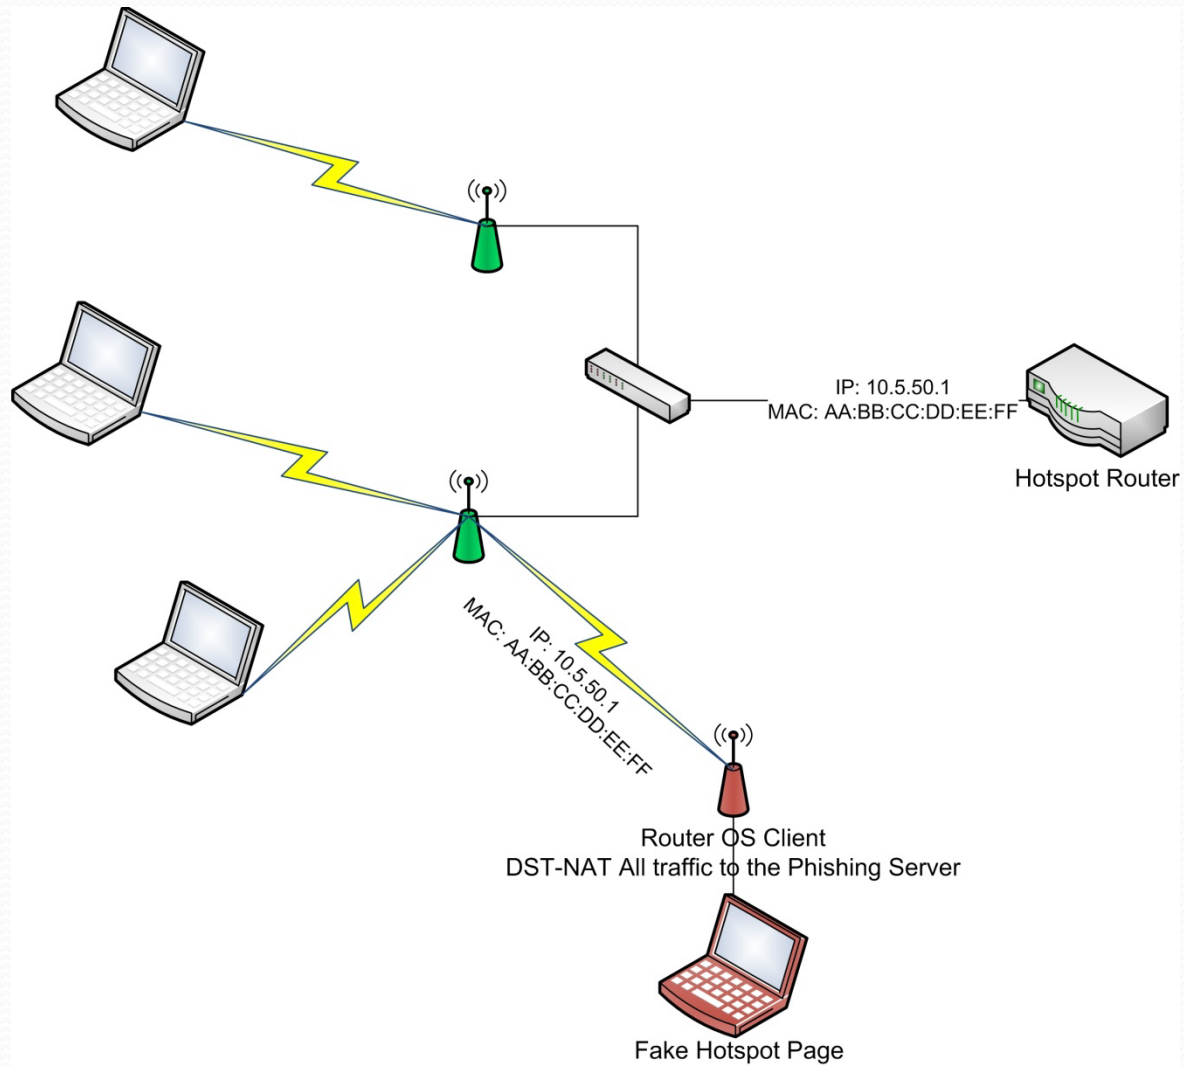 IP: 10.5.50.1
MAC: AA:BB:CC:DD:EE:FF
Hotspot Router
IP: 10.5.50.1
MAC: AA:BB:CC:DD:EE:FF
Router OS Client
DST-NAT All traffic to the Phishing Server
Fake Hotspot Page